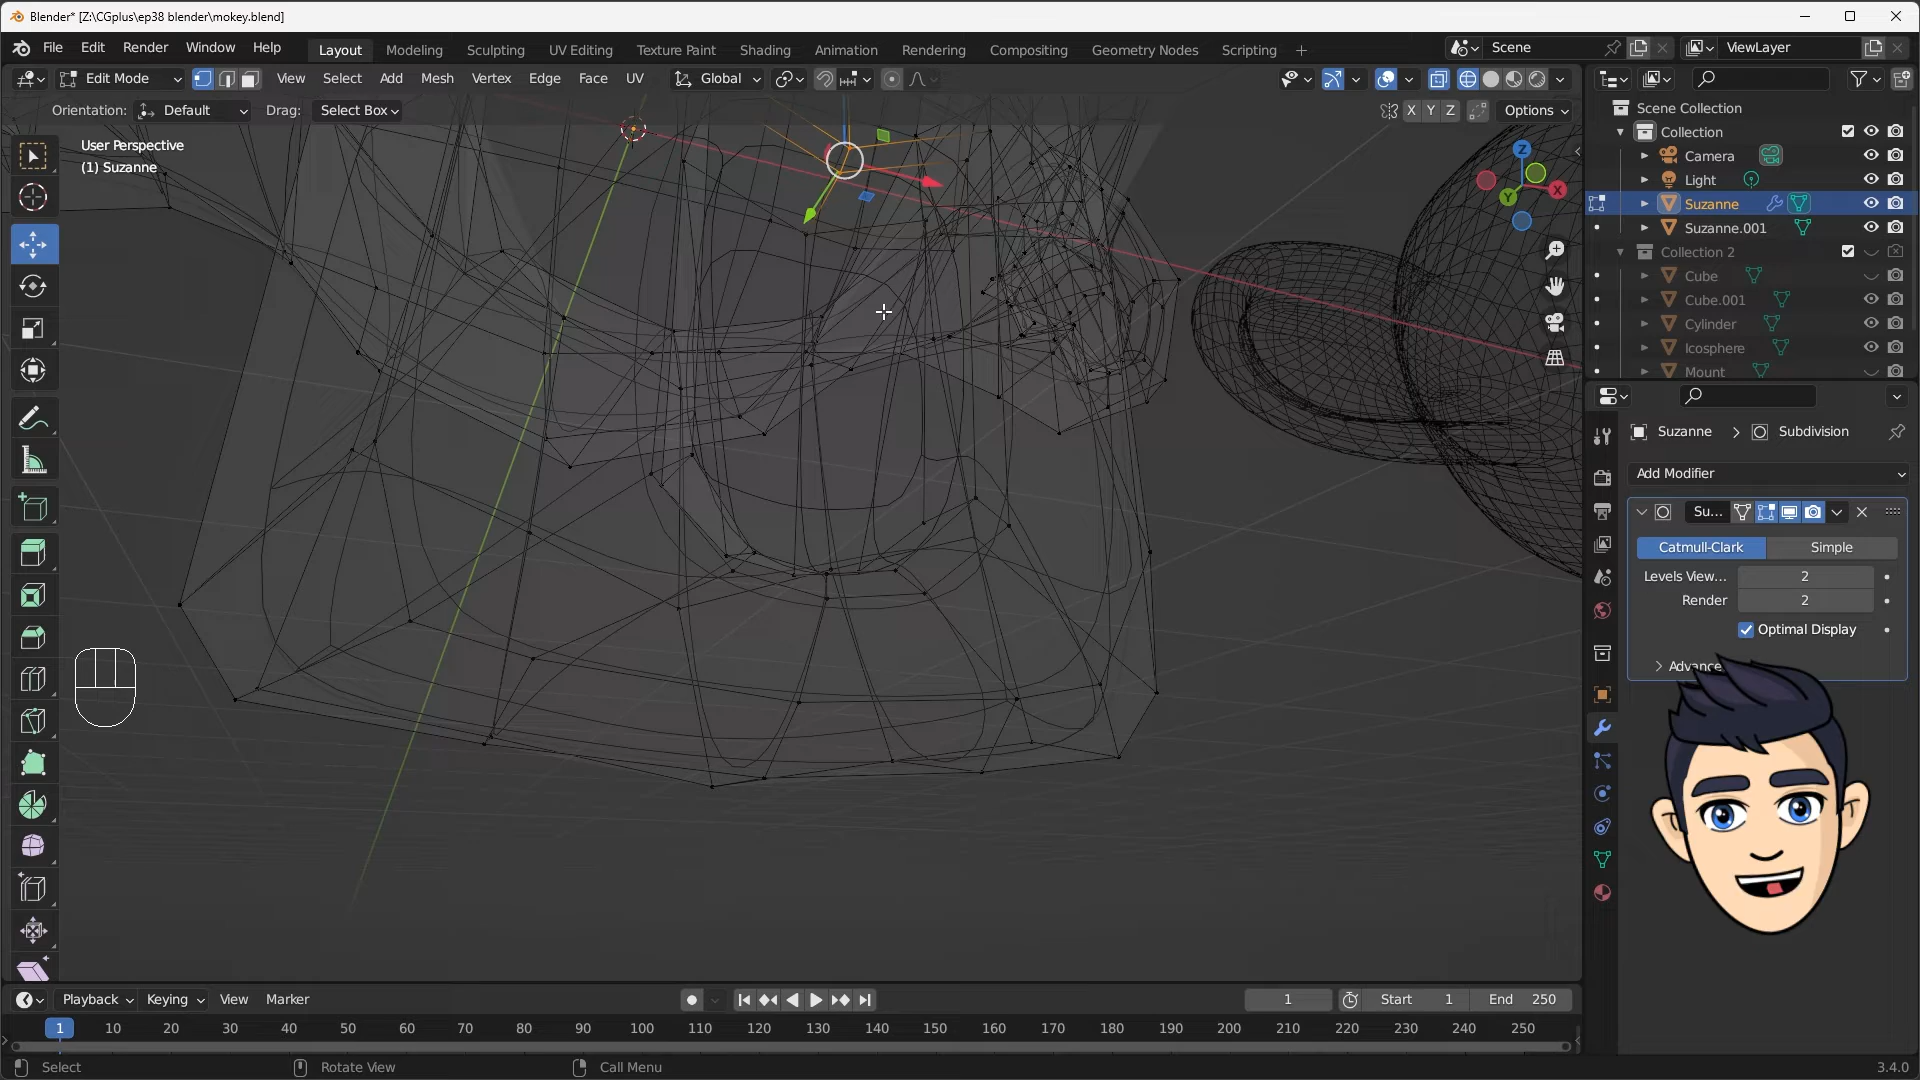 Blender* [Z:\CGplus\ep38 blender\mokey.blend]
File Edit Render Window Help Layout Modeling Sculpting UV Editing Texture Paint Shading Animation Rendering Compositing Geometry Nodes Scripting + Scene ViewLayer
Edit Mode View Select Add Mesh Vertex Edge Face UV Global
Orientation: Default Drag: Select Box X Y Z Options
User Perspective
(1) Suzanne
Z
X
Y
Scene Collection
Collection
Camera
Light
Suzanne
Suzanne.001
Collection 2
Cube
Cube.001
Cylinder
Icosphere
Mount
Suzanne > Subdivision
Add Modifier
Su...
Catmull-Clark Simple
Levels View... 2
Render 2
Optimal Display
Advance
Playback Keying View Marker 1 Start 1 End 250
1 10 20 30 40 50 60 70 80 90 100 110 120 130 140 150 160 170 180 190 200 210 220 230 240 250
Select Rotate View Call Menu 3.4.0